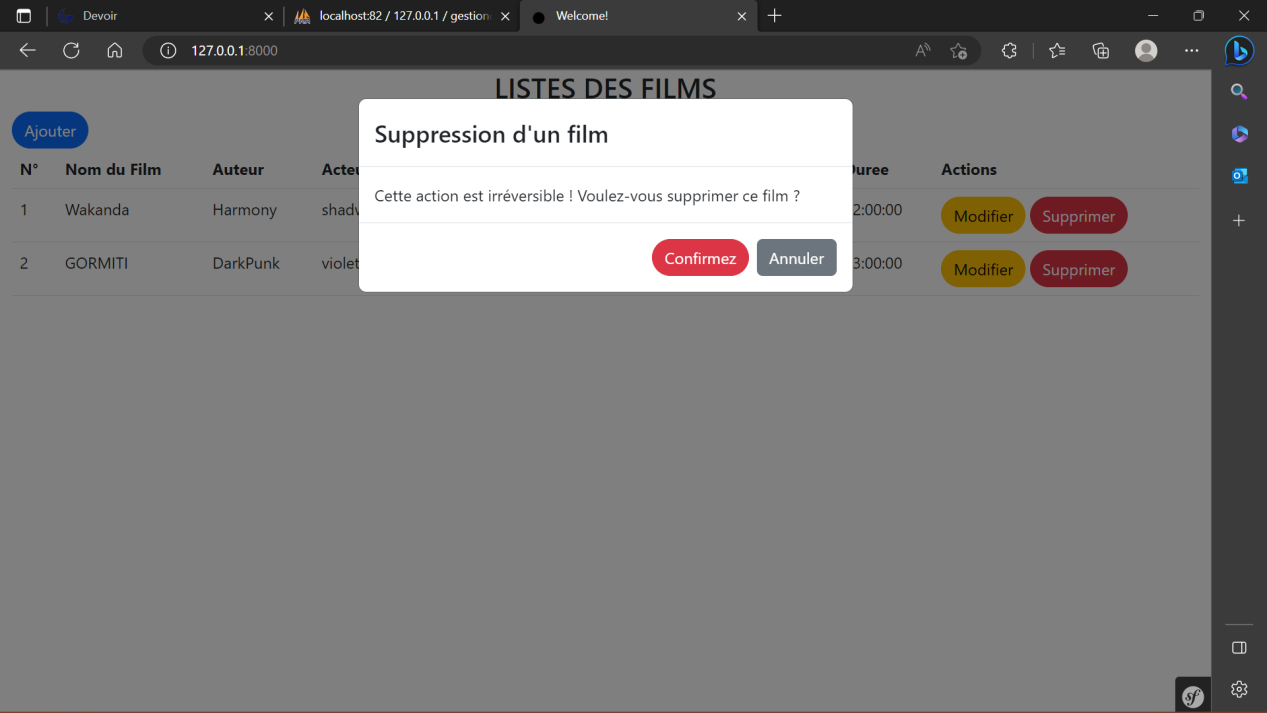 Devoir
localhost:82 / 127.0.0.1 / gestion
Welcome!
127.0.0.1:8000
LISTES DES FILMS
Ajouter
Suppression d'un film
Cette action est irréversible ! Voulez-vous supprimer ce film ?
Confirmez Annuler
N° Nom du Film Auteur Acteu Duree Actions
1 Wakanda Harmony shadw 2:00:00 Modifier Supprimer
2 GORMITI DarkPunk violet 3:00:00 Modifier Supprimer
sf